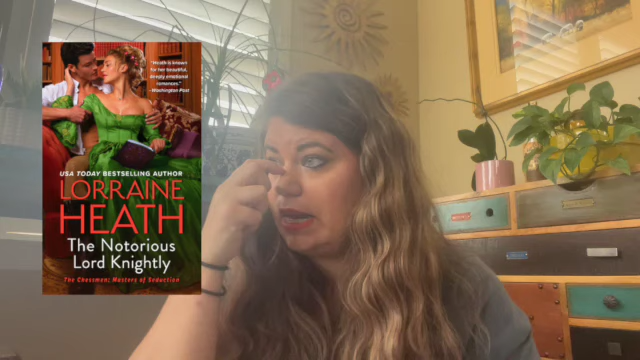 "Heath is known
for her beautiful,
deeply emotional
romances."
—Washington Post
USA TODAY BESTSELLING AUTHOR
LORRAINE
HEATH
The Notorious
Lord Knightly
The Chessmen: Masters of Seduction